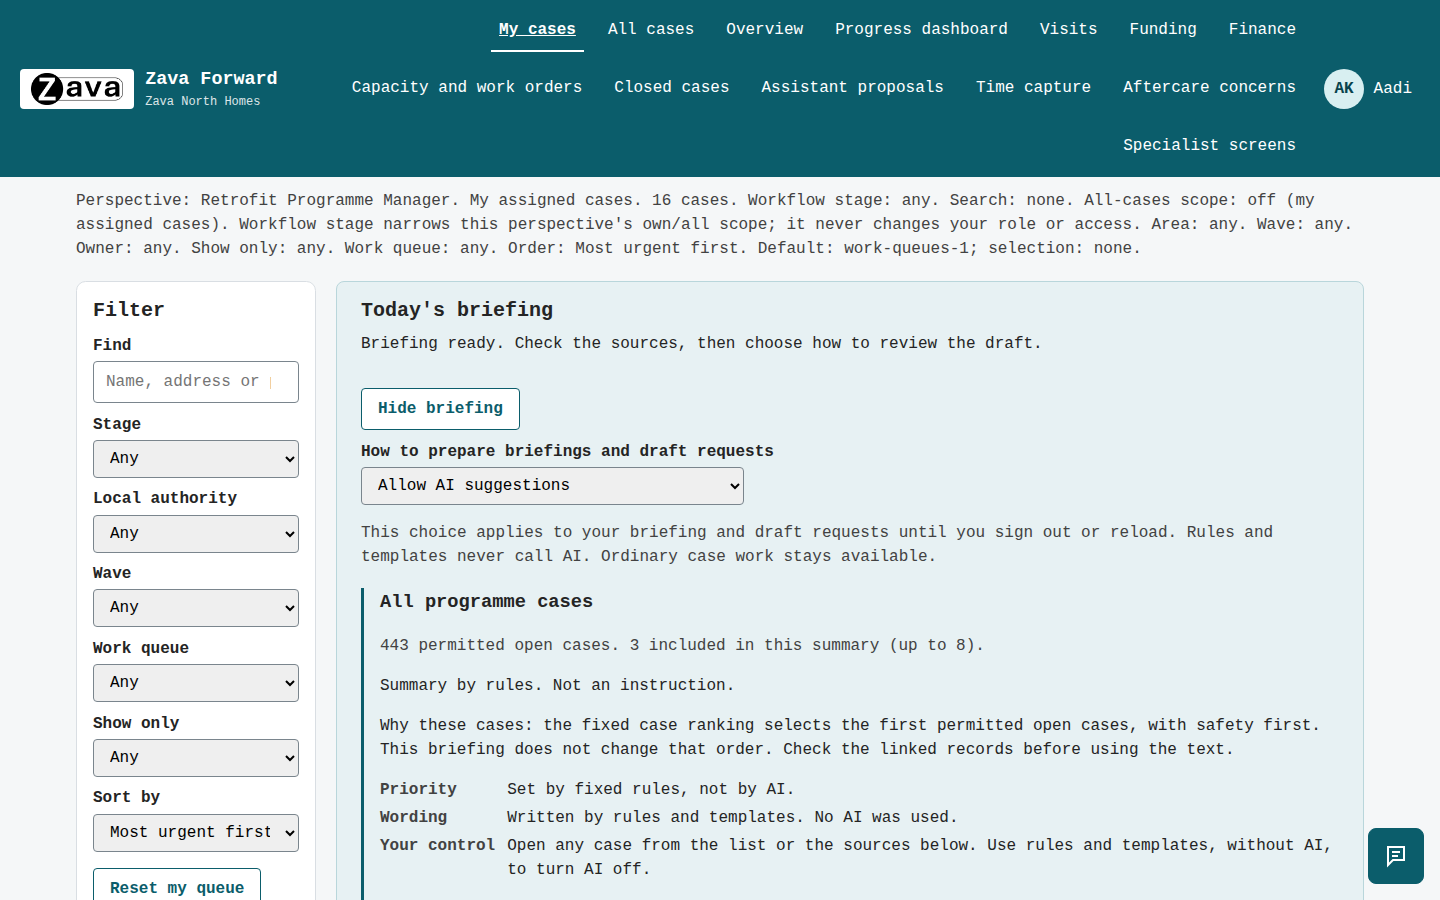 My cases
All cases
Overview
Progress dashboard
Visits
Funding
Finance
Zava
Zava Forward
Zava North Homes
Capacity and work orders
Closed cases
Assistant proposals
Time capture
Aftercare concerns
AK
Aadi
Specialist screens
Perspective: Retrofit Programme Manager. My assigned cases. 16 cases. Workflow stage: any. Search: none. All-cases scope: off (my
assigned cases). Workflow stage narrows this perspective's own/all scope; it never changes your role or access. Area: any. Wave: any.
Owner: any. Show only: any. Work queue: any. Order: Most urgent first. Default: work-queues-1; selection: none.
Filter
Find
Name, address or
Stage
Any
Local authority
Any
Wave
Any
Work queue
Any
Show only
Any
Sort by
Most urgent first
Reset my queue
Today's briefing
Briefing ready. Check the sources, then choose how to review the draft.
Hide briefing
How to prepare briefings and draft requests
Allow AI suggestions
This choice applies to your briefing and draft requests until you sign out or reload. Rules and
templates never call AI. Ordinary case work stays available.
All programme cases
443 permitted open cases. 3 included in this summary (up to 8).
Summary by rules. Not an instruction.
Why these cases: the fixed case ranking selects the first permitted open cases, with safety first.
This briefing does not change that order. Check the linked records before using the text.
Priority Set by fixed rules, not by AI.
Wording Written by rules and templates. No AI was used.
Your control Open any case from the list or the sources below. Use rules and templates, without AI,
to turn AI off.